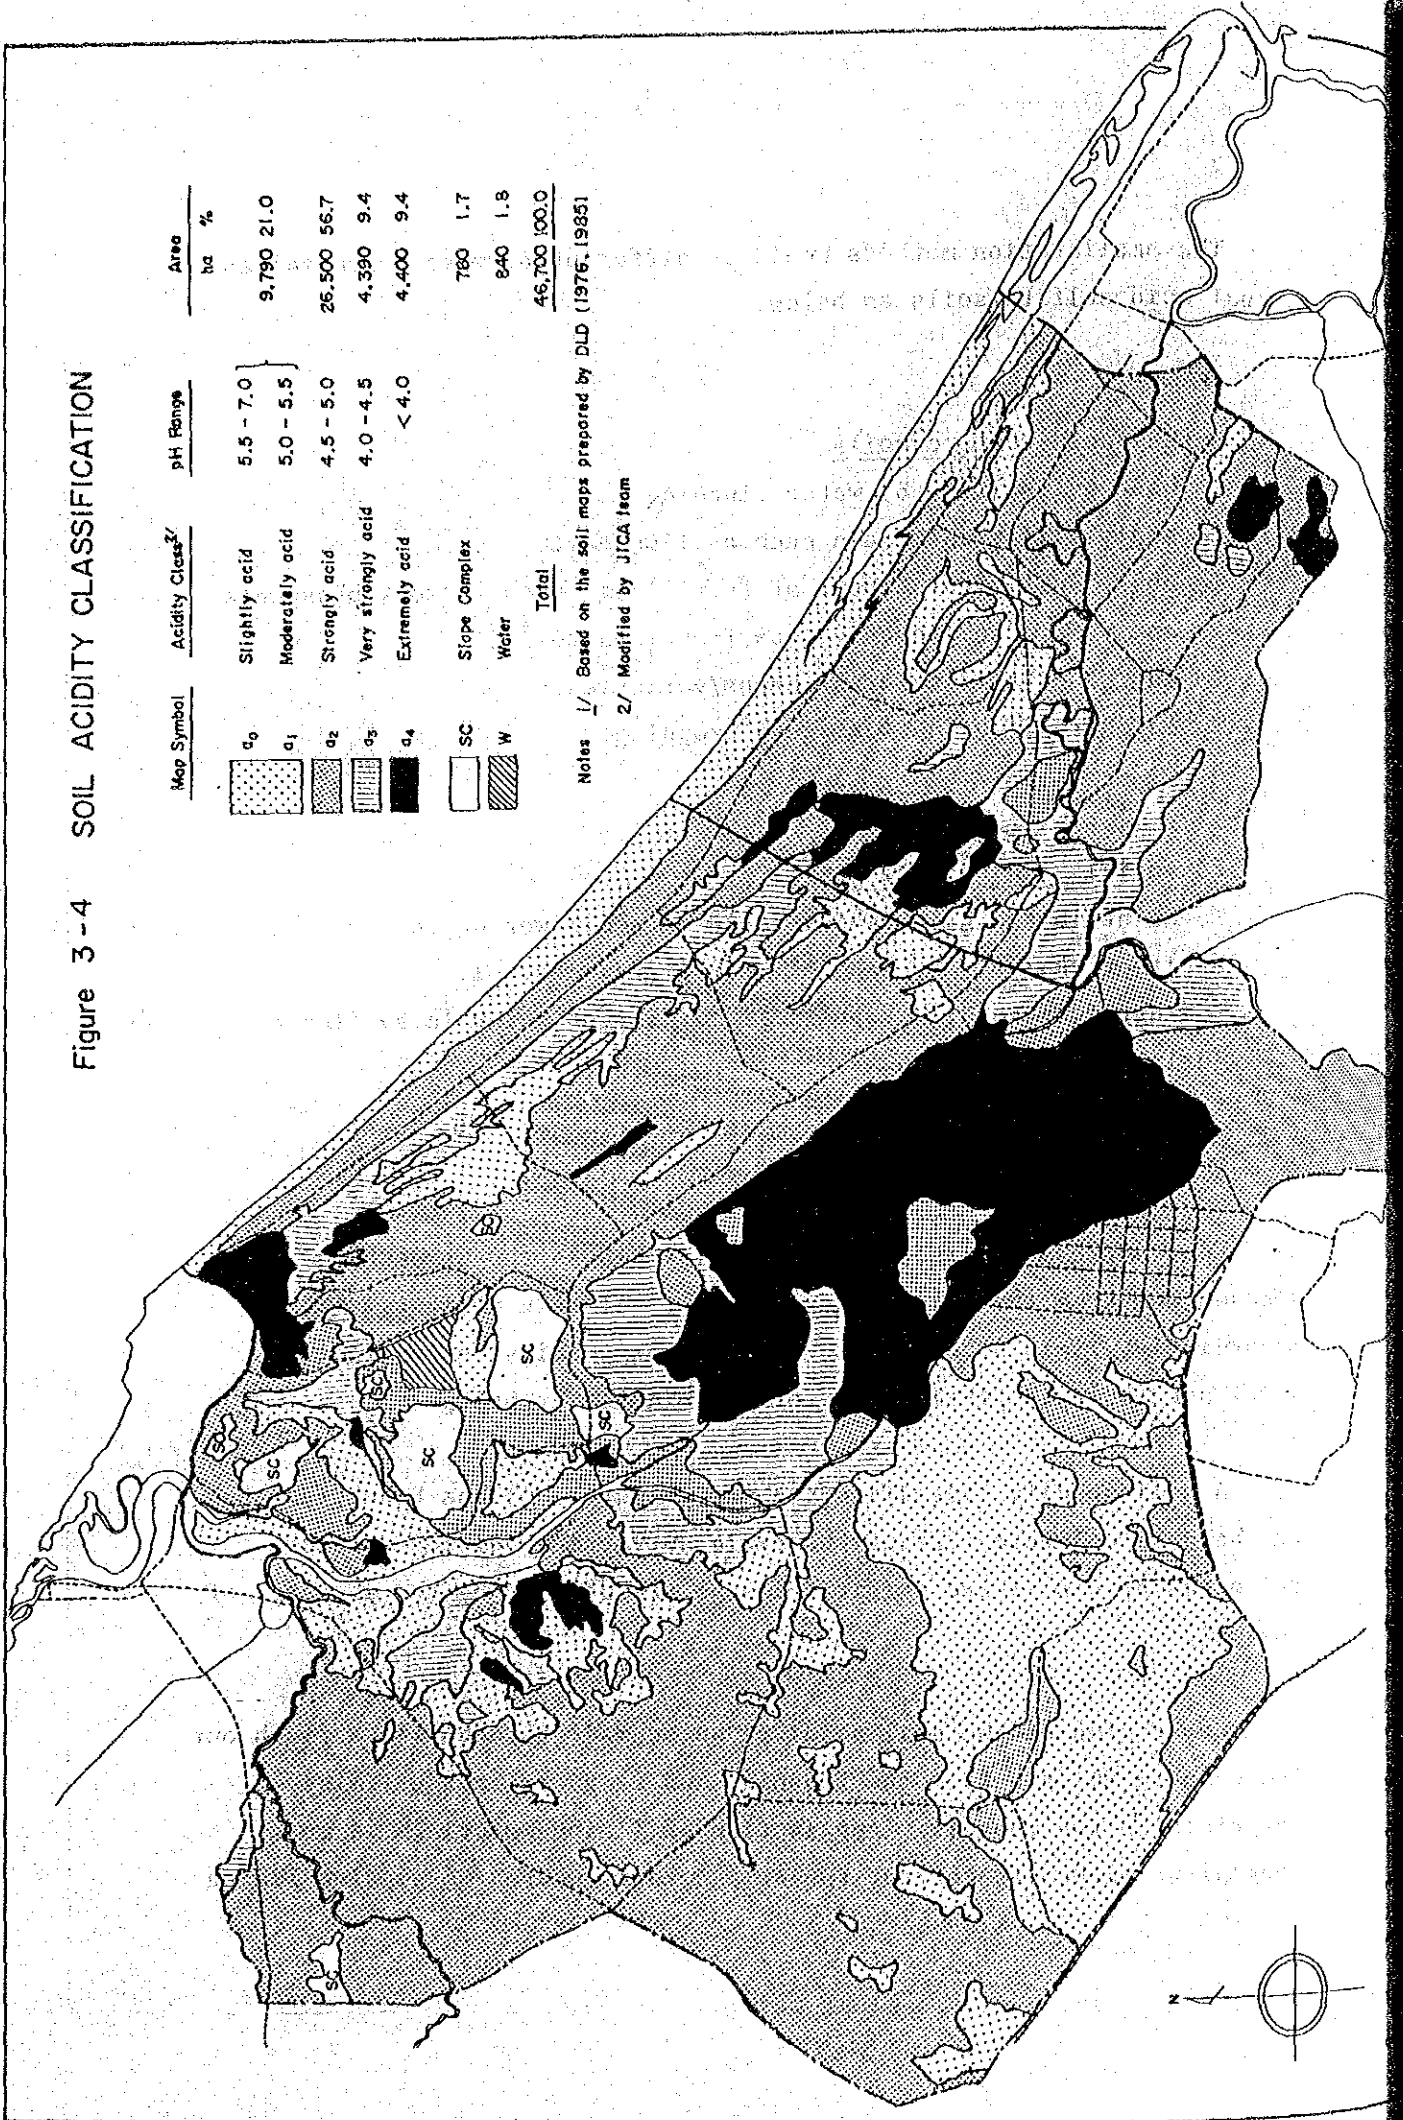 Figure 3-4 SOIL ACIDITY CLASSIFICATION
Map Symbol Acidity Class 2/ pH Range Area
ha %
a0 Slightly acid 5.5 - 7.0 } 9,790 21.0
a1 Moderately acid 5.0 - 5.5
a2 Strongly acid 4.5 - 5.0 26,500 56.7
a3 Very strongly acid 4.0 - 4.5 4,390 9.4
a4 Extremely acid < 4.0 4,400 9.4
SC Slope Complex 780 1.7
W Water 840 1.8
Total 46,700 100.0
Notes 1/ Based on the soil maps prepared by DLD (1976, 1985)
2/ Modified by JICA team
SC
SC
SC
SC
SC
SC
SC
SC
N